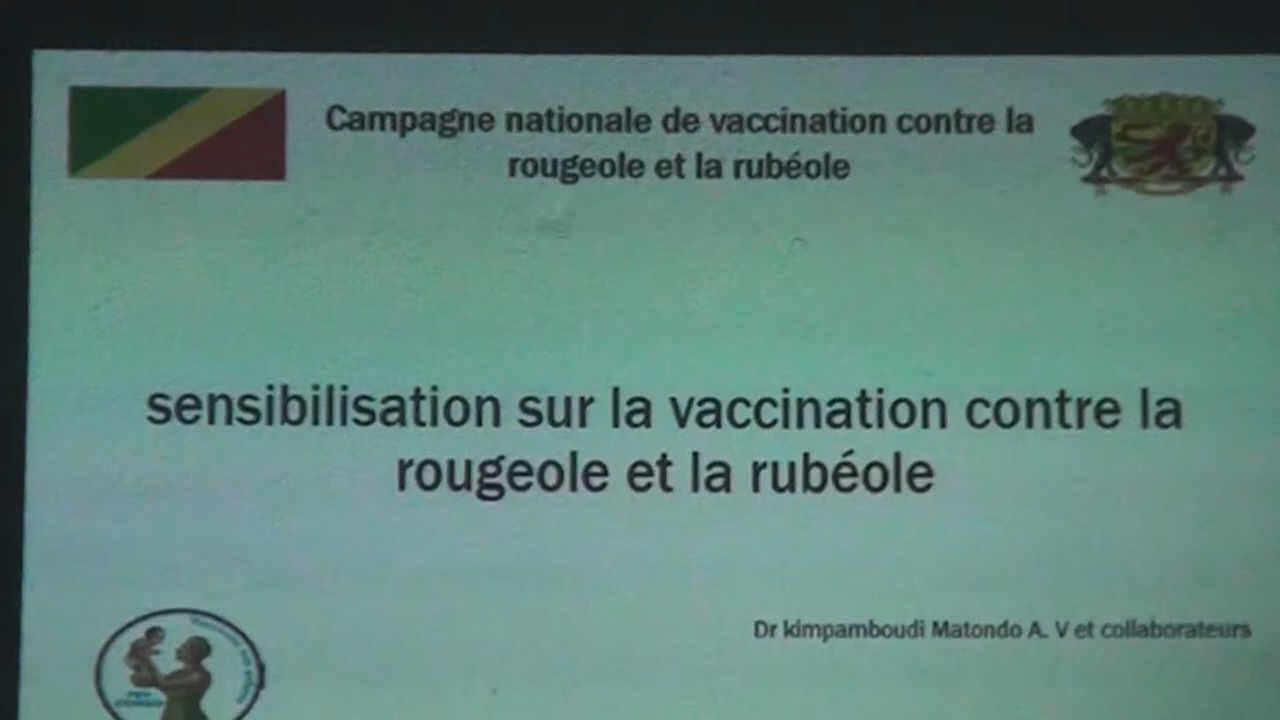 Campagne nationale de vaccination contre la
rougeole et la rubéole
sensibilisation sur la vaccination contre la
rougeole et la rubéole
Dr kimpamboudi Matondo A. V et collaborateurs